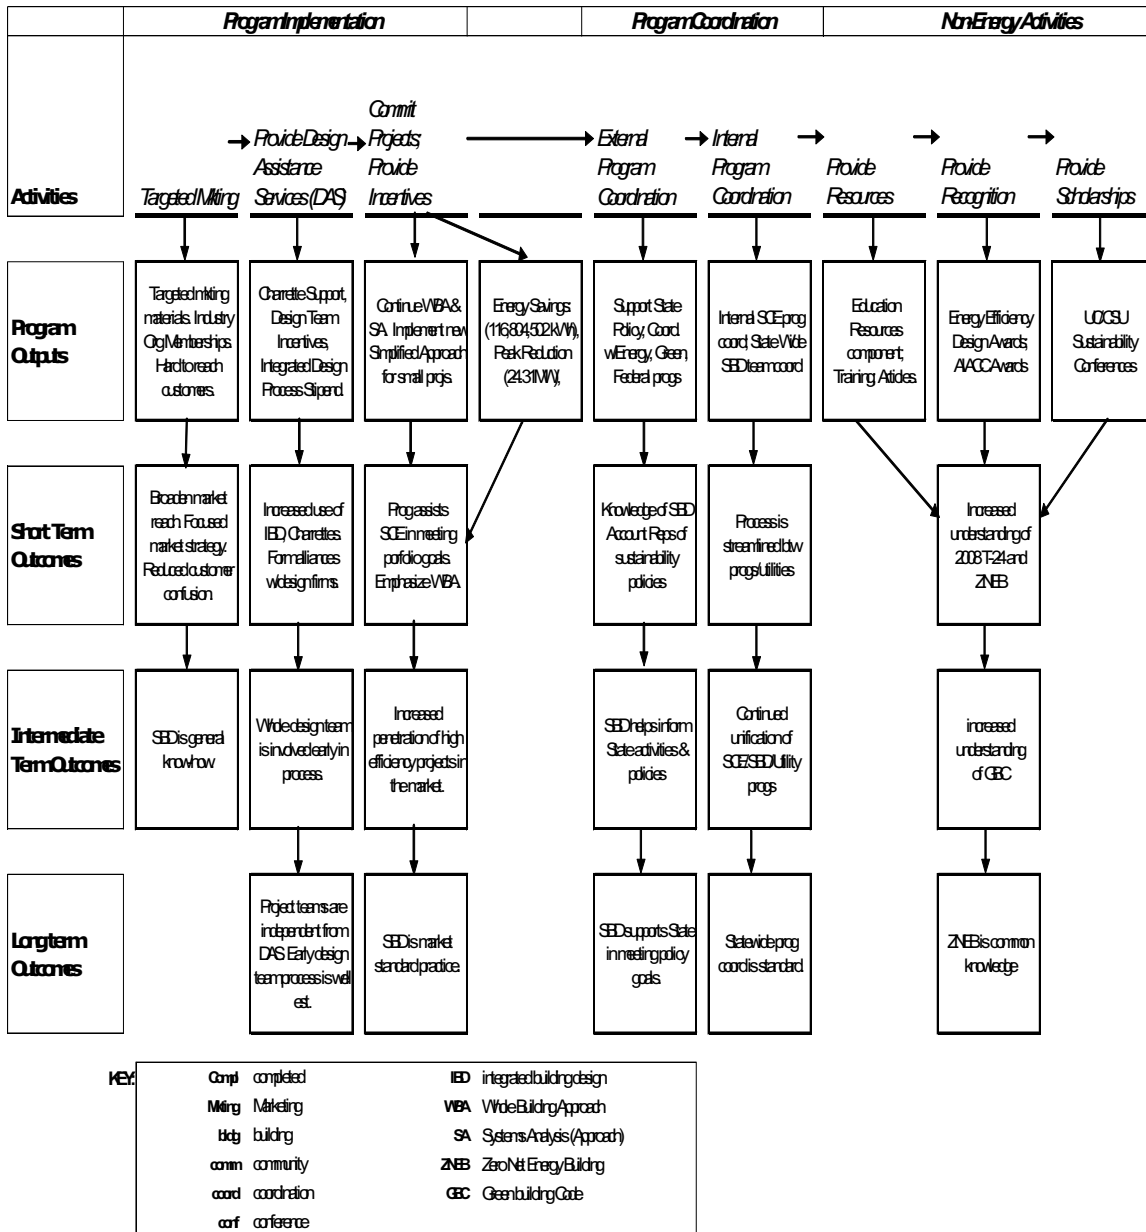 Program Implementation
Program Coordination
Non-Energy Activities
Activities
Targeted Mkting
Provide Design
Assistance
Services (DAS)
Commit
Projects;
Provide
Incentives
External
Program
Coordination
Internal
Program
Coordination
Provide
Resources
Provide
Recognition
Provide
Scholarships
Program
Outputs
Targeted mkting
materials. Industry
Org Memberships.
Hard to reach
customers.
Charrette Support,
Design Team
Incentives,
Integrated Design
Process Stipend.
Continue WBA &
SA. Implement new
Simplified Approach
for small projs.
Energy Savings:
(116,804,502 kWh),
Peak Reduction
(24.31 MW),
Support State
Policy, Coord.
w/Energy, Green,
Federal progs
Internal SCE prog
coord; State Wide
SBD team coord
Education
Resources
component;
Training; Articles.
Energy Efficiency
Design Awards;
AIACC Awards
UC/CSU
Sustainability
Conferences
Short Term
Outcomes
Broaden market
reach. Focused
market strategy.
Reduced customer
confusion.
Increased use of
IBD, Charrettes.
Form alliances
w/design firms.
Prog assists
SCE in meeting
portfolio goals.
Emphasize WBA.
Knowledge of SBD
Account Reps of
sustainability
policies
Process is
streamlined btw
progs/utilities
Increased
understanding of
2008 T-24 and
ZNEB
Intermediate
Term Outcomes
SBD is general
know-how
Whole design team
is involved early in
process.
Increased
penetration of high
efficiency projects in
the market.
SBD helps inform
State activities &
policies
Continued
unification of
SCE/SBD/Utility
progs
increased
understanding
of GBC
Long term
Outcomes
Project teams are
independent from
DAS. Early design
team process is well
est.
SBD is market
standard practice.
SBD supports State
in meeting policy
goals.
Statewide prog
coord is standard.
ZNEB is common
knowledge
KEY:
Compl completed
Mkting Marketing
bldg building
comm community
coord coordination
conf conference
IBD integrated building design
WBA Whole Building Approach
SA Systems Analysis (Approach)
ZNEB Zero Net Energy Building
GBC Green building Code